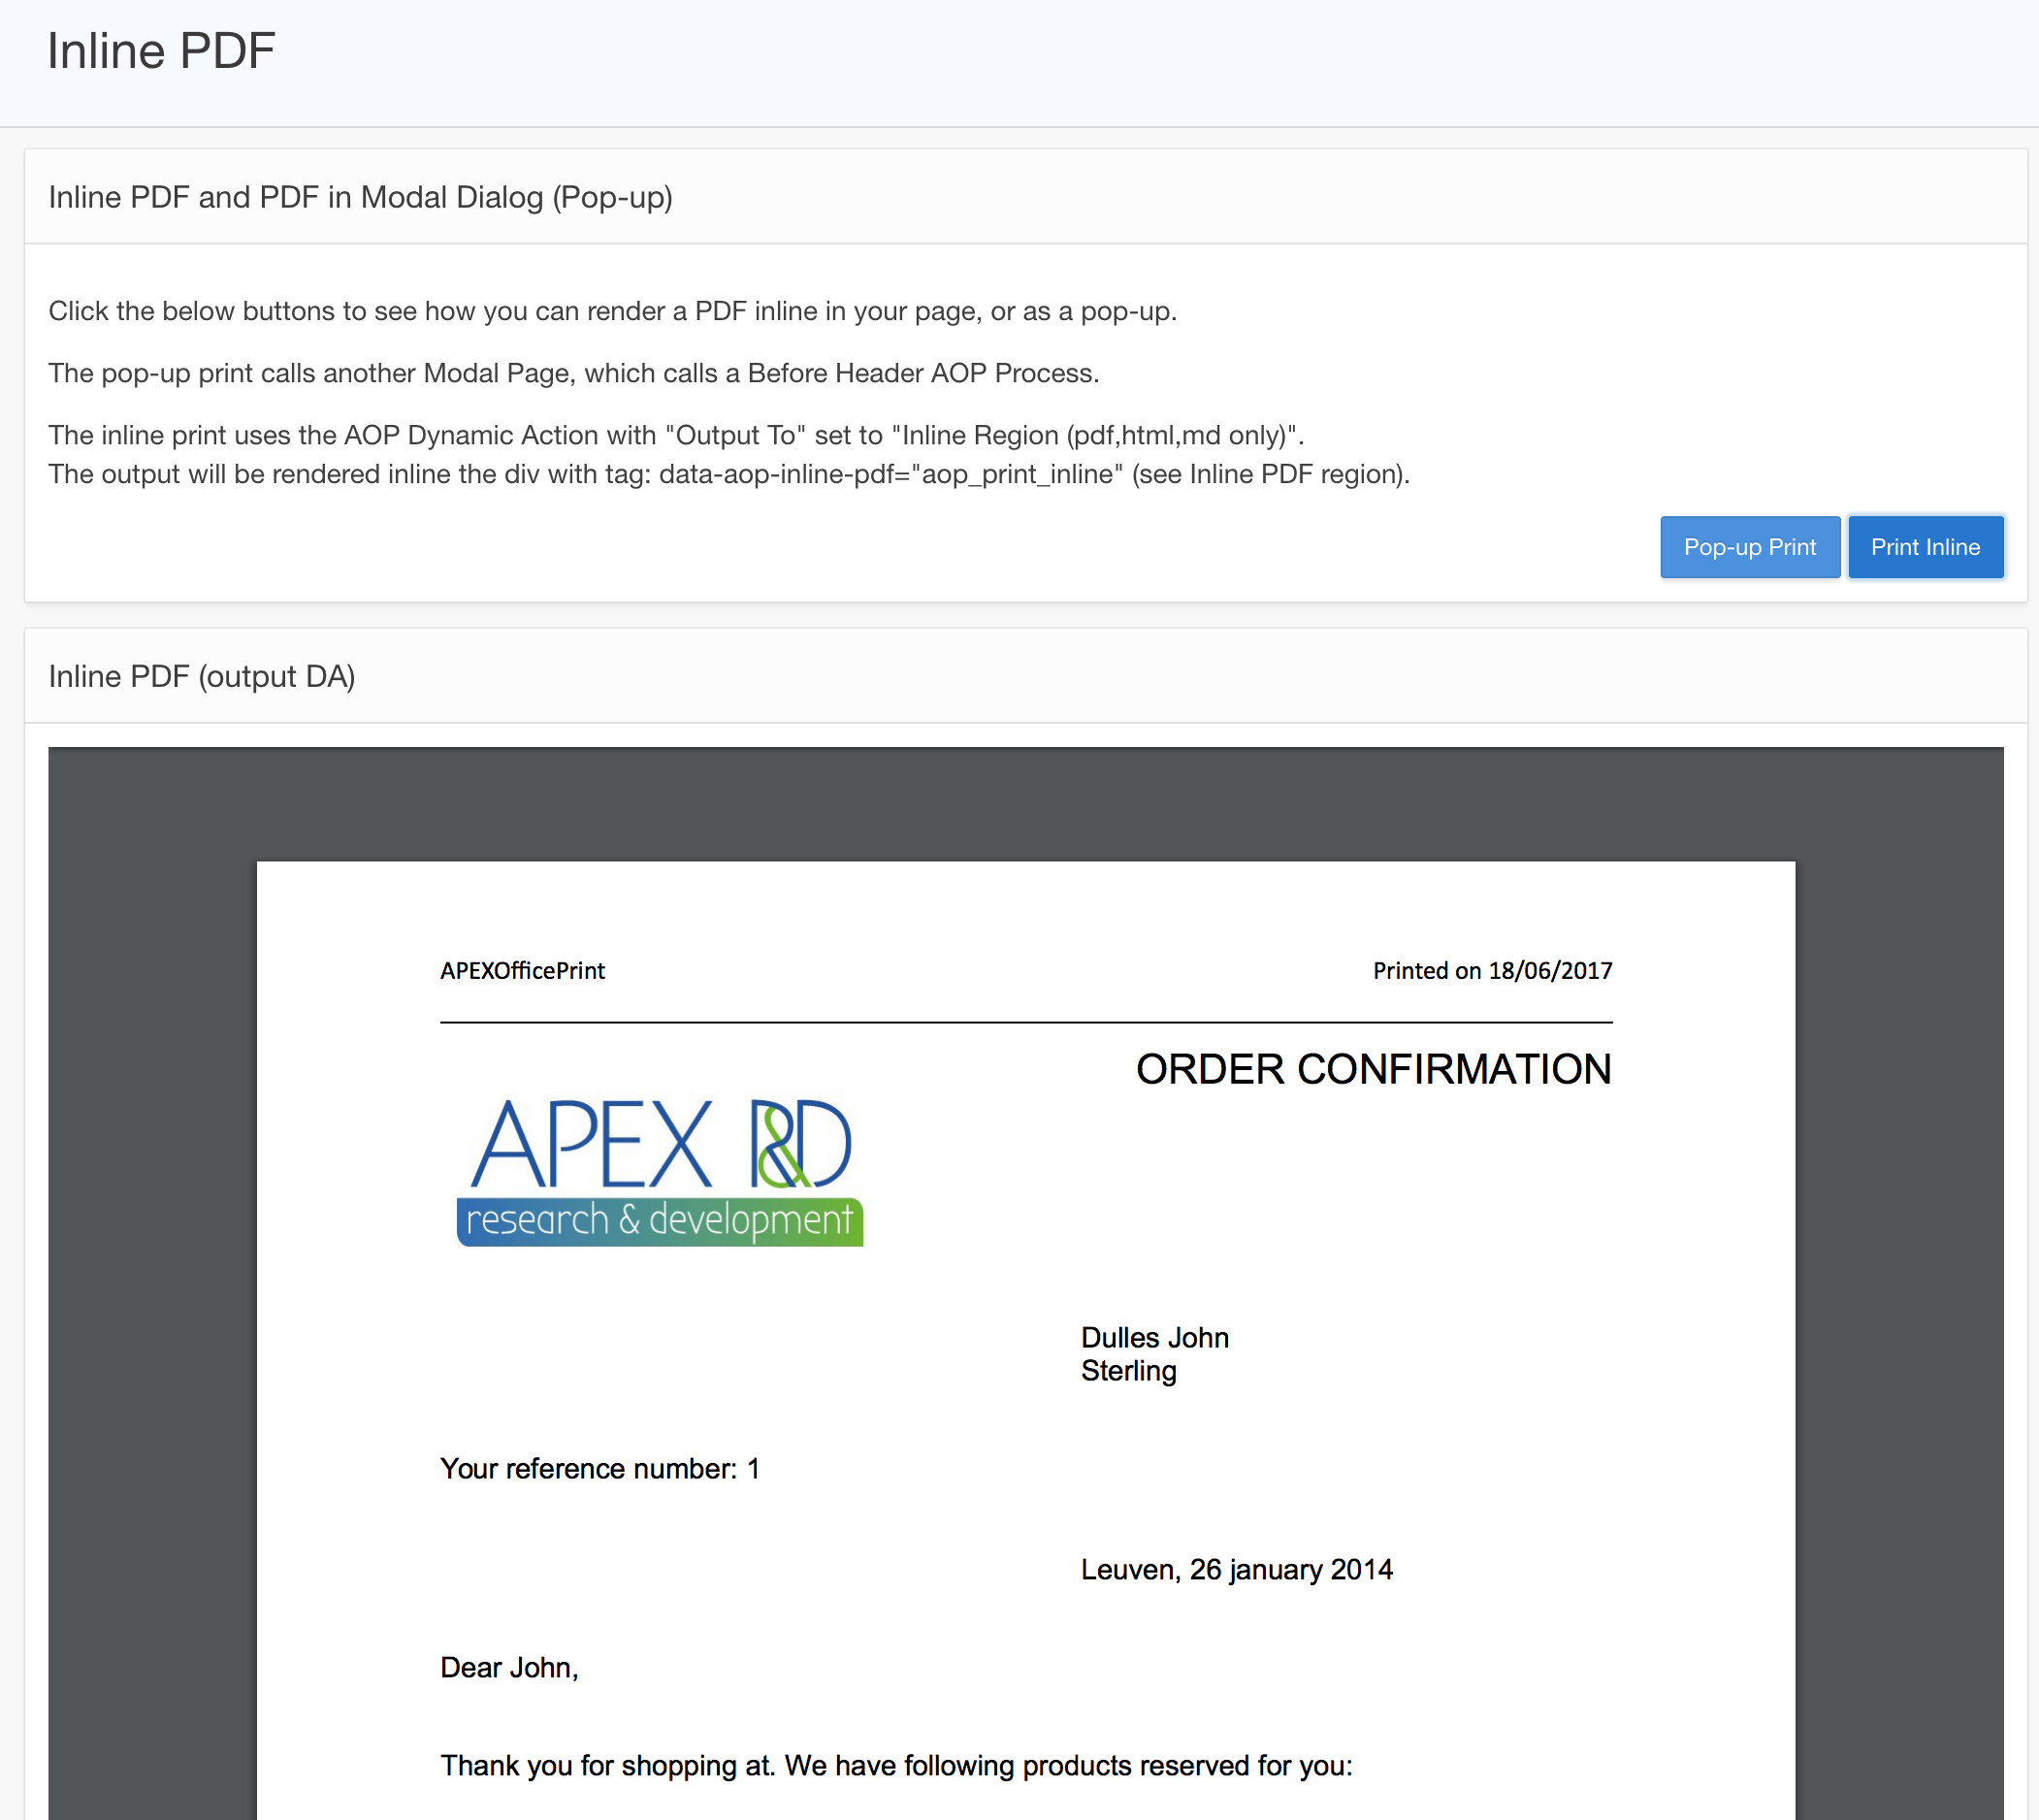 Inline PDF
Inline PDF and PDF in Modal Dialog (Pop-up)
Click the below buttons to see how you can render a PDF inline in your page, or as a pop-up.
The pop-up print calls another Modal Page, which calls a Before Header AOP Process.
The inline print uses the AOP Dynamic Action with "Output To" set to "Inline Region (pdf,html,md only)".
The output will be rendered inline the div with tag: data-aop-inline-pdf="aop_print_inline" (see Inline PDF region).
Pop-up Print Print Inline
Inline PDF (output DA)
APEXOfficePrint Printed on 18/06/2017
ORDER CONFIRMATION
APEX R&D
research & development
Dulles John
Sterling
Your reference number: 1
Leuven, 26 january 2014
Dear John,
Thank you for shopping at. We have following products reserved for you: